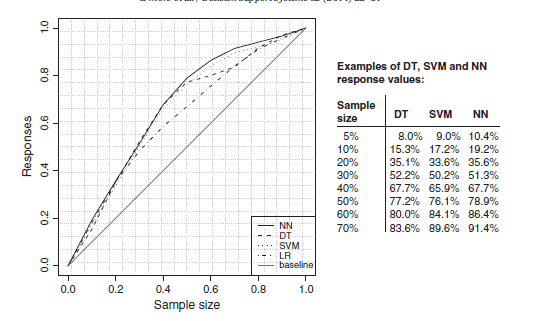 Responses
1.0
0.8
0.6
0.4
0.2
0.0
NN
DT
SVM
LR
baseline
0.0 0.2 0.4 0.6 0.8 1.0
Sample size
Examples of DT, SVM and NN
response values:
Sample
size DT SVM NN
5% 8.0% 9.0% 10.4%
10% 15.3% 17.2% 19.2%
20% 35.1% 33.6% 35.6%
30% 52.2% 50.2% 51.3%
40% 67.7% 65.9% 67.7%
50% 77.2% 76.1% 78.9%
60% 80.0% 84.1% 86.4%
70% 83.6% 89.6% 91.4%